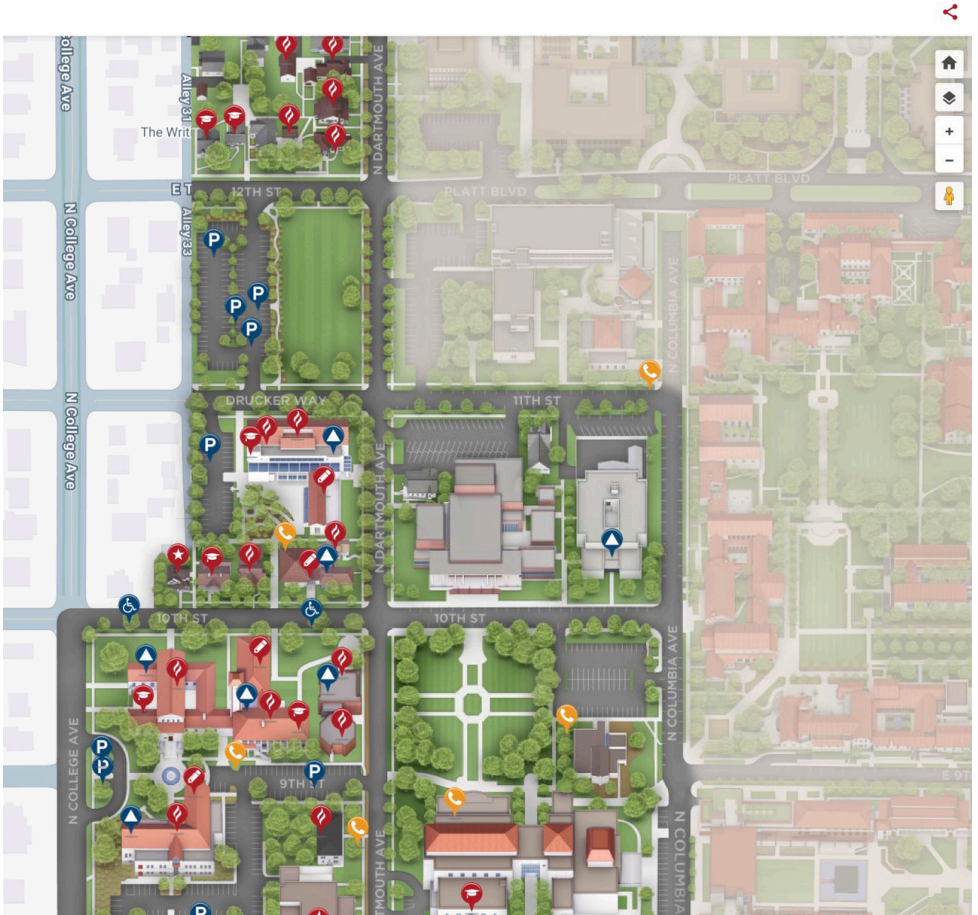 College Ave
Alley 31
N DARTMOUTH AVE
The Writ
E T
12TH ST
PLATT BLVD
PLATT BLVD
Alley 33
N College Ave
P
P
P
P
N COLUMBIA AVE
DRUCKER WAY
11TH ST
N College Ave
P
N DARTMOUTH AVE
10TH ST
10TH ST
N COLUMBIA AVE
N COLLEGE AVE
P
P
P
9TH ST
E 9T
N COLUMBIA
MOUTH AVE
P